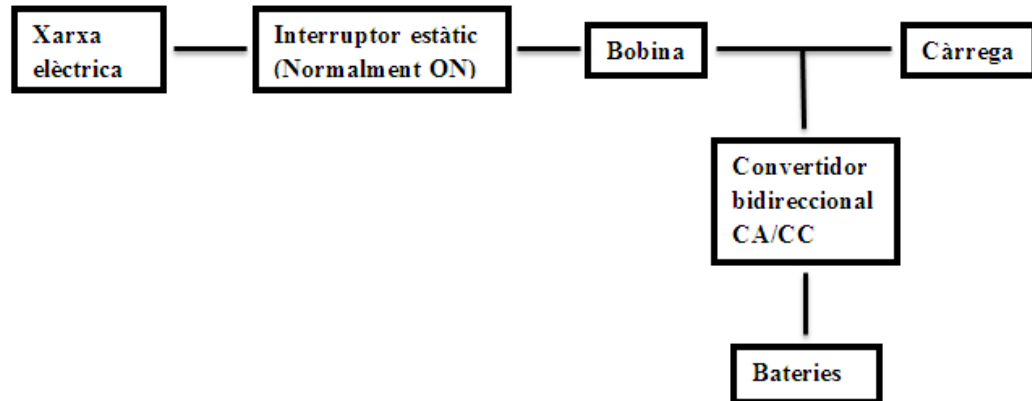 Xarxa
elèctrica
Interruptor estàtic
(Normalment ON)
Bobina
Càrrega
Convertidor
bidireccional
CA/CC
Bateries